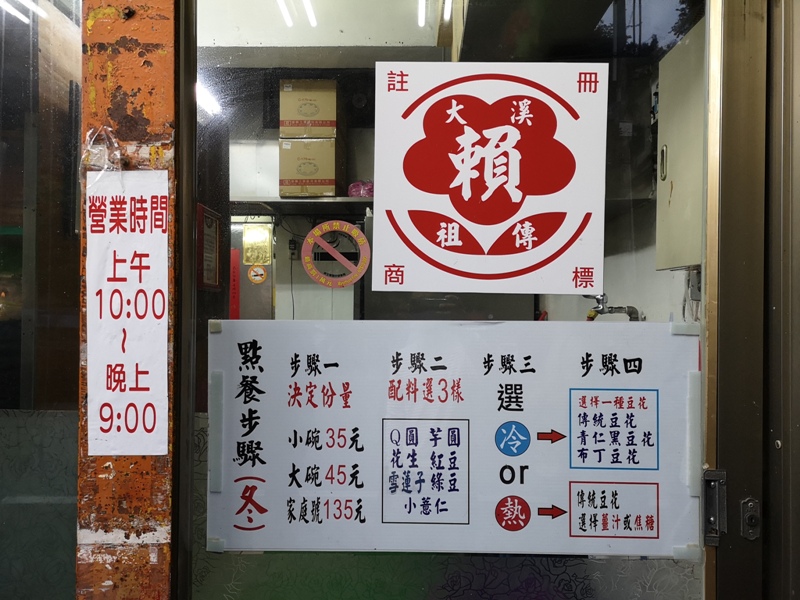 營業時間
上午
10:00
~
晚上
9:00
註冊
大溪
賴
祖傳
商標
點餐步驟(冬)
步驟一
決定份量
小碗35元
大碗45元
家庭號135元
步驟二
配料選3樣
Q圓 芋圓
花生 紅豆
雪蓮子 綠豆
小薏仁
步驟三
選
冷
or
熱
步驟四
選擇一種豆花
傳統豆花
青仁黑豆花
布丁豆花
傳統豆花
選擇薑汁或焦糖